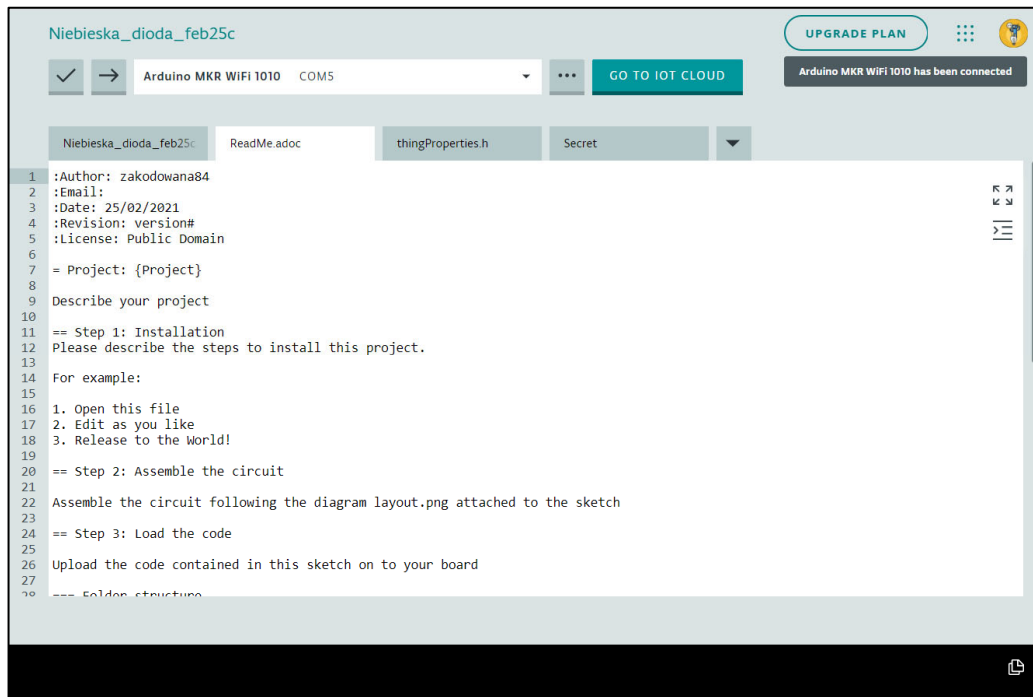 Niebieska_dioda_feb25c
UPGRADE PLAN
Arduino MKR WiFi 1010 COM5
GO TO IOT CLOUD
Arduino MKR WiFi 1010 has been connected
Niebieska_dioda_feb25c
ReadMe.adoc
thingProperties.h
Secret
1 :Author: zakodowana84
2 :Email:
3 :Date: 25/02/2021
4 :Revision: version#
5 :License: Public Domain
6
7 = Project: {Project}
8
9 Describe your project
10
11 == Step 1: Installation
12 Please describe the steps to install this project.
13
14 For example:
15
16 1. Open this file
17 2. Edit as you like
18 3. Release to the World!
19
20 == Step 2: Assemble the circuit
21
22 Assemble the circuit following the diagram layout.png attached to the sketch
23
24 == Step 3: Load the code
25
26 Upload the code contained in this sketch on to your board
27
28 === Folder structure